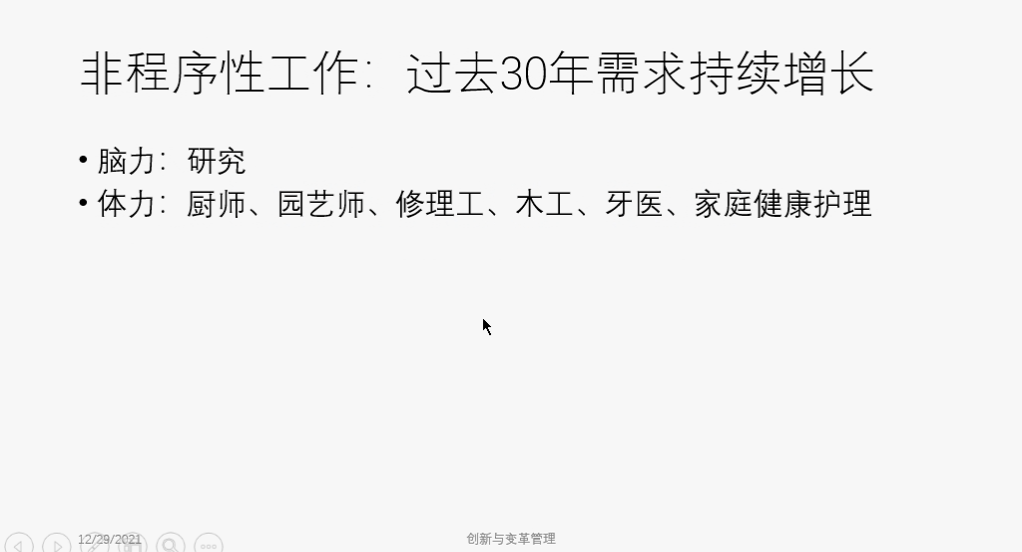 非程序性工作：过去30年需求持续增长
• 脑力：研究
• 体力：厨师、园艺师、修理工、木工、牙医、家庭健康护理
12/29/2021
创新与变革管理